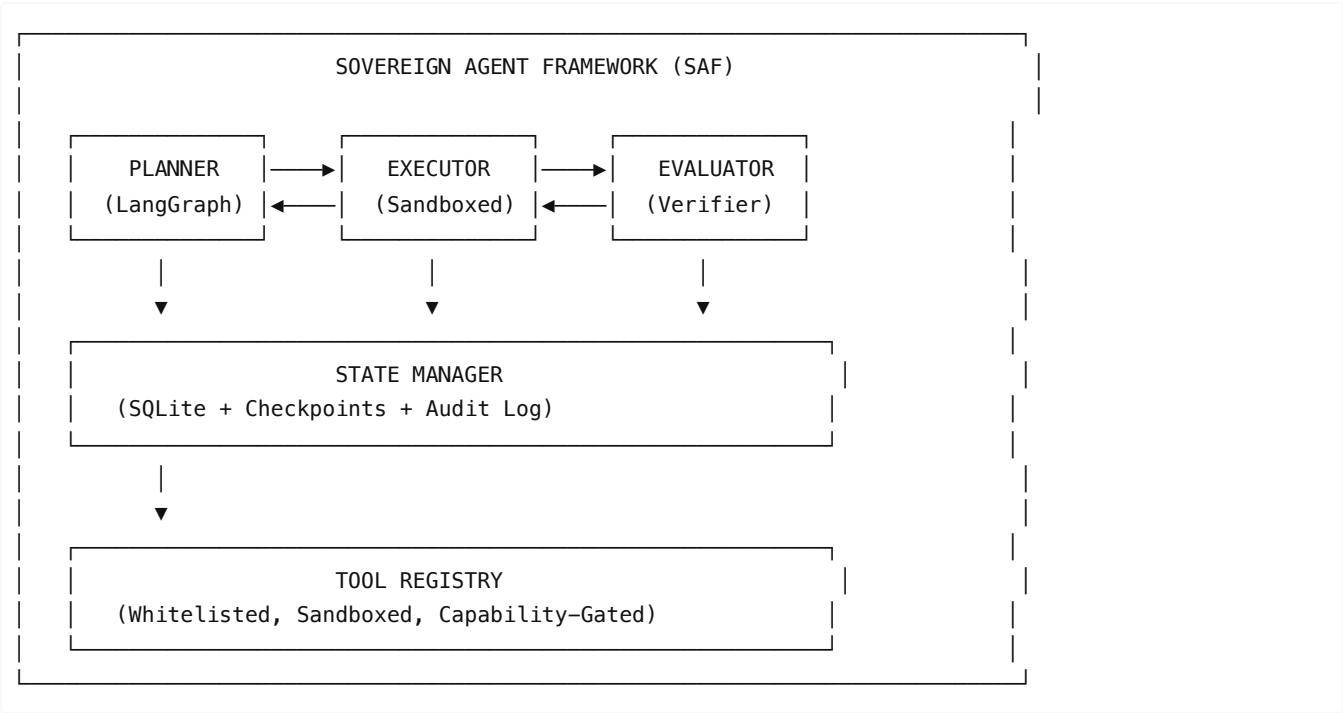 SOVEREIGN AGENT FRAMEWORK (SAF)
PLANNER EXECUTOR EVALUATOR
(LangGraph) (Sandboxed) (Verifier)
STATE MANAGER
(SQLite + Checkpoints + Audit Log)
TOOL REGISTRY
(Whitelisted, Sandboxed, Capability-Gated)